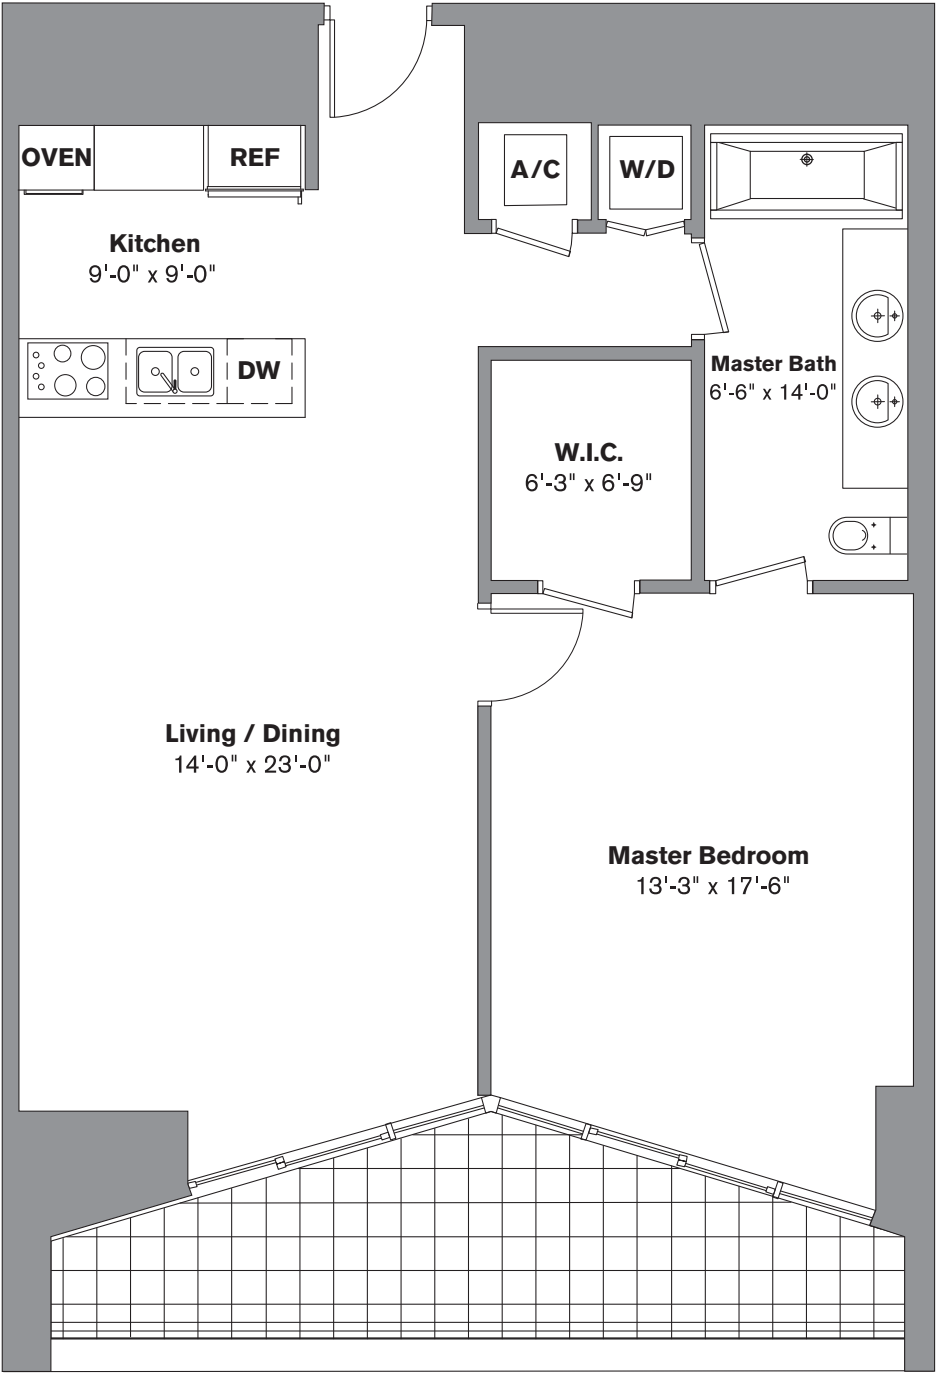 OVEN
REF
A/C
W/D
Kitchen
9'-0" x 9'-0"
DW
Master Bath
6'-6" x 14'-0"
W.I.C.
6'-3" x 6'-9"
Living / Dining
14'-0" x 23'-0"
Master Bedroom
13'-3" x 17'-6"